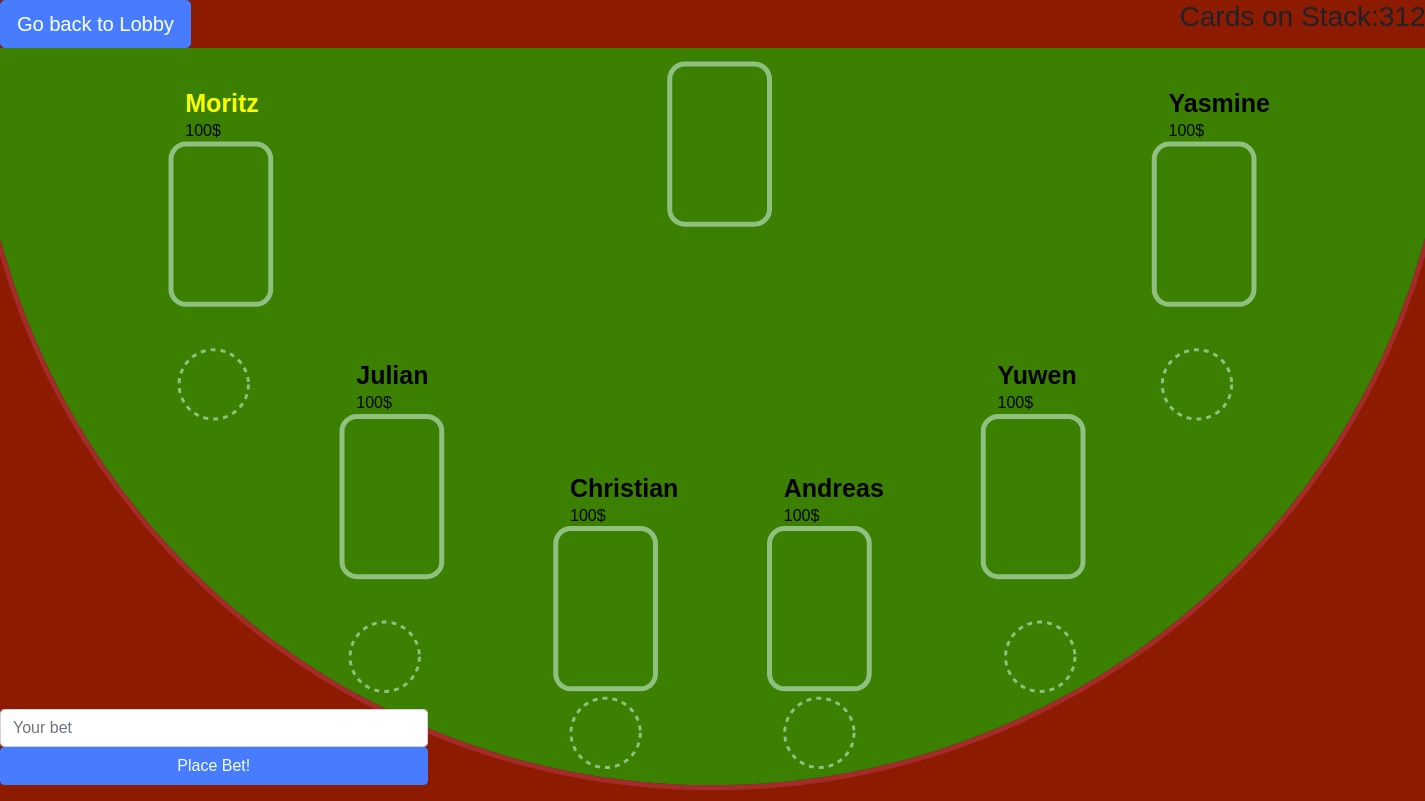 Go back to Lobby
Cards on Stack:312
Moritz
100$
Yasmine
100$
Julian
100$
Yuwen
100$
Christian
100$
Andreas
100$
Your bet
Place Bet!